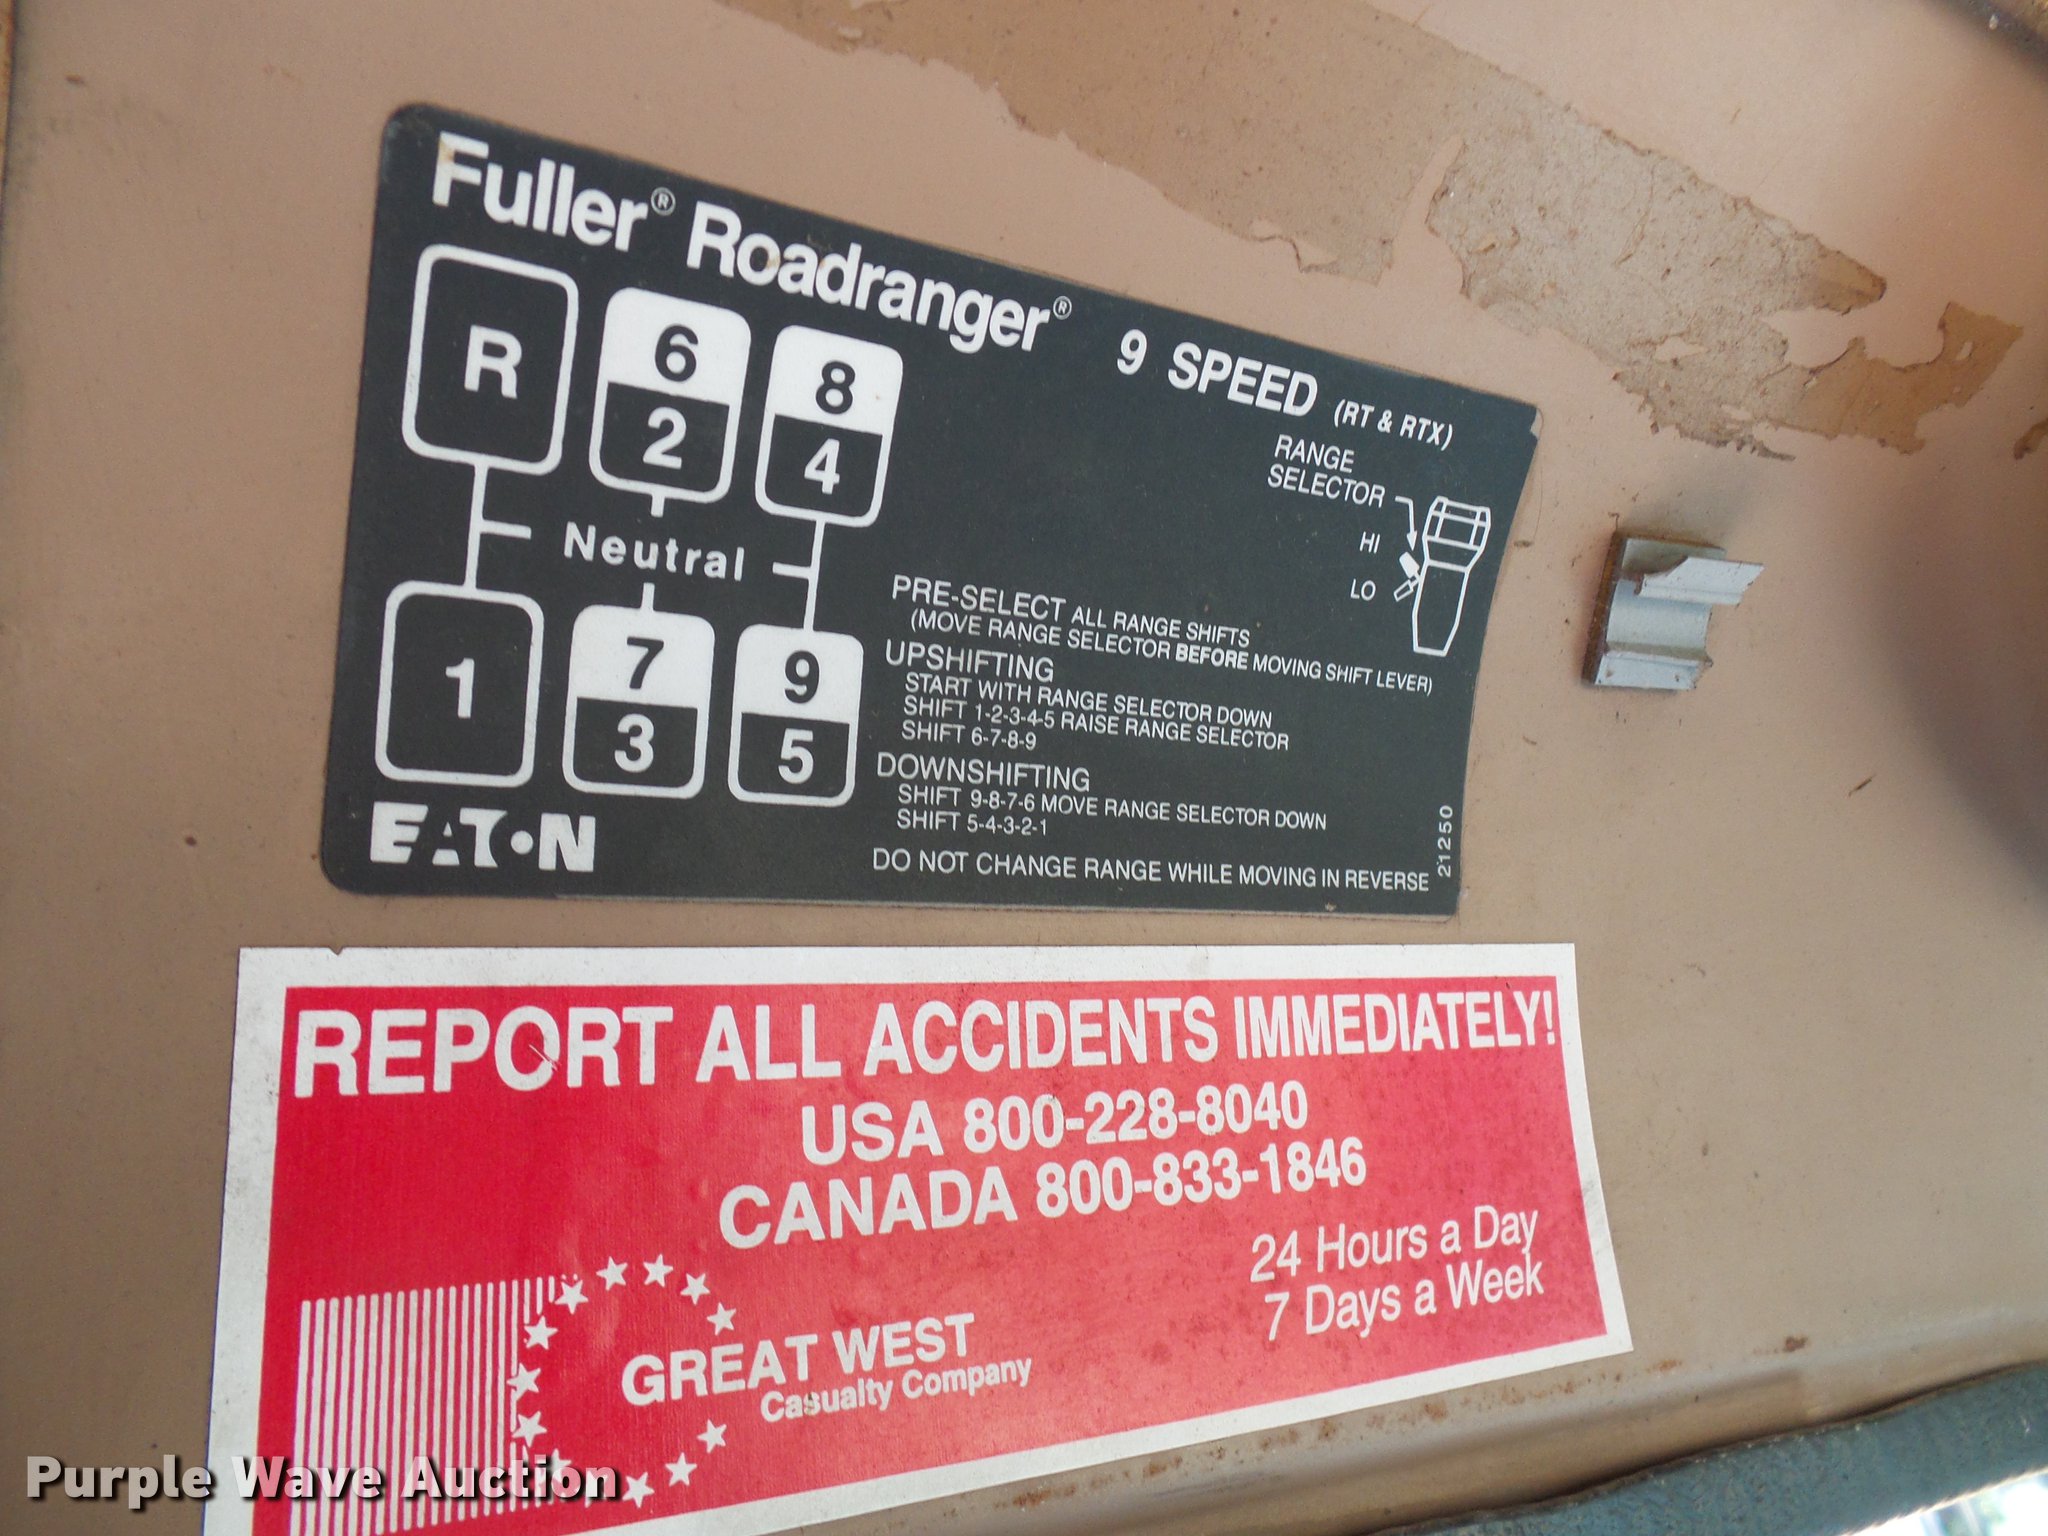 Fuller® Roadranger® 9 SPEED (RT & RTX)
R 6 8
2 4
Neutral
1 7 9
3 5
EATON
RANGE
SELECTOR
HI
LO
PRE-SELECT ALL RANGE SHIFTS
(MOVE RANGE SELECTOR BEFORE MOVING SHIFT LEVER)
UPSHIFTING
START WITH RANGE SELECTOR DOWN
SHIFT 1-2-3-4-5 RAISE RANGE SELECTOR
SHIFT 6-7-8-9
DOWNSHIFTING
SHIFT 9-8-7-6 MOVE RANGE SELECTOR DOWN
SHIFT 5-4-3-2-1
DO NOT CHANGE RANGE WHILE MOVING IN REVERSE
21250
REPORT ALL ACCIDENTS IMMEDIATELY!
USA 800-228-8040
CANADA 800-833-1846
24 Hours a Day
7 Days a Week
GREAT WEST
Casualty Company
Purple Wave Auction